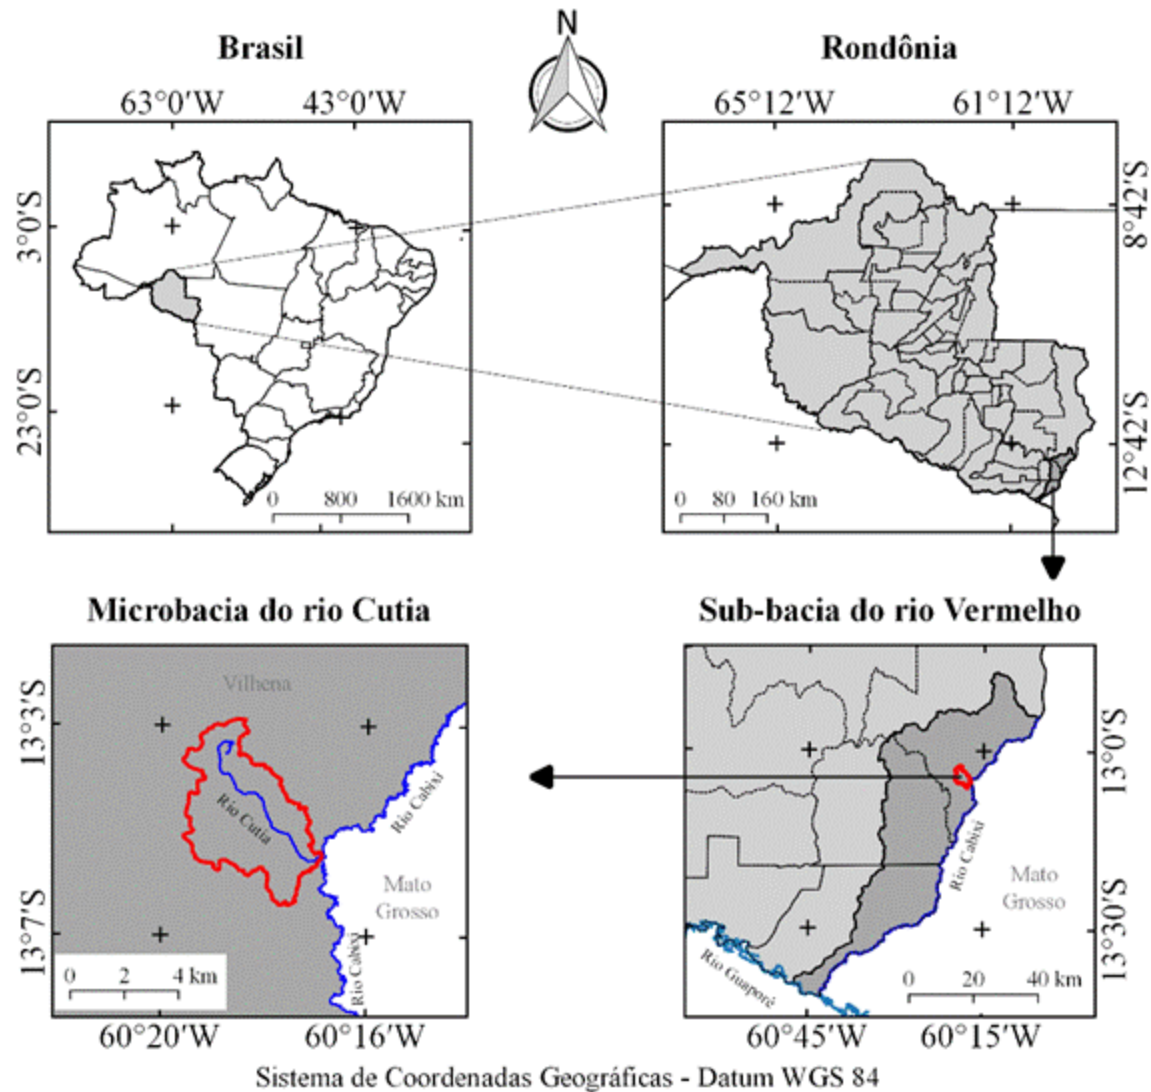 Brasil
N
Rondônia
63°0'W 43°0'W
65°12'W 61°12'W
3°0'S
23°0'S
8°42'S
12°42'S
0 800 1600 km
0 80 160 km
Microbacia do rio Cutia
Sub-bacia do rio Vermelho
Vilhena
13°3'S
13°7'S
Rio Cutia
Rio Cabixi
Mato
Grosso
Rio Cabixi
0 2 4 km
60°20'W 60°16'W
13°0'S
13°30'S
Rio Cabixi
Mato
Grosso
Rio Guaporé
0 20 40 km
60°45'W 60°15'W
Sistema de Coordenadas Geográficas - Datum WGS 84